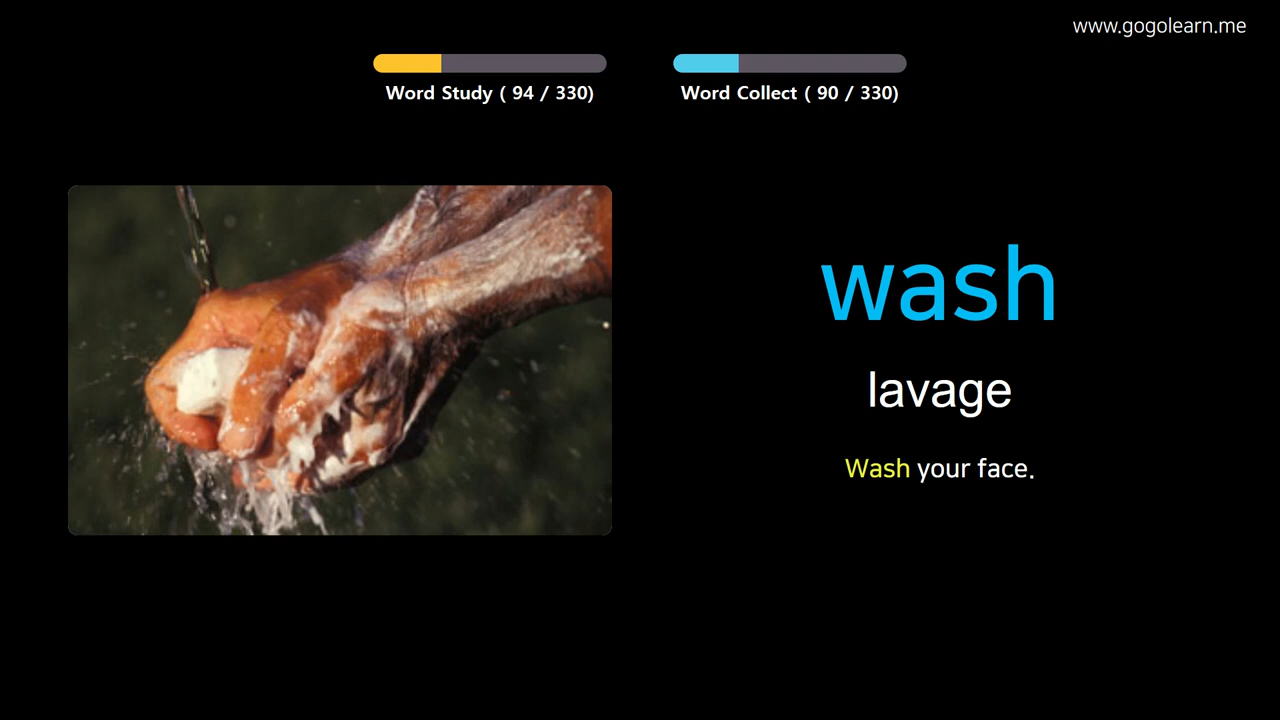 www.gogolearn.me
Word Study ( 94 / 330)
Word Collect ( 90 / 330)
wash
lavage
Wash your face.